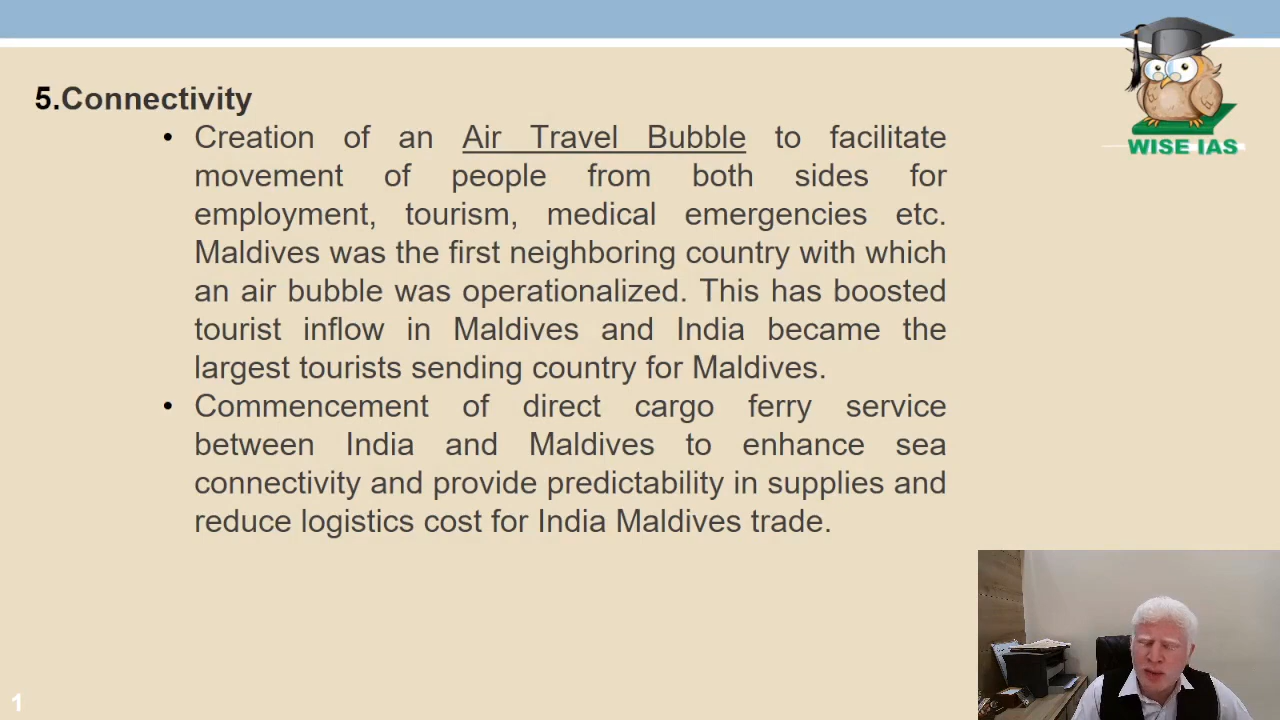 5.Connectivity
• Creation of an Air Travel Bubble to facilitate
movement of people from both sides for
employment, tourism, medical emergencies etc.
Maldives was the first neighboring country with which
an air bubble was operationalized. This has boosted
tourist inflow in Maldives and India became the
largest tourists sending country for Maldives.
• Commencement of direct cargo ferry service
between India and Maldives to enhance sea
connectivity and provide predictability in supplies and
reduce logistics cost for India Maldives trade.
WISE IAS
1